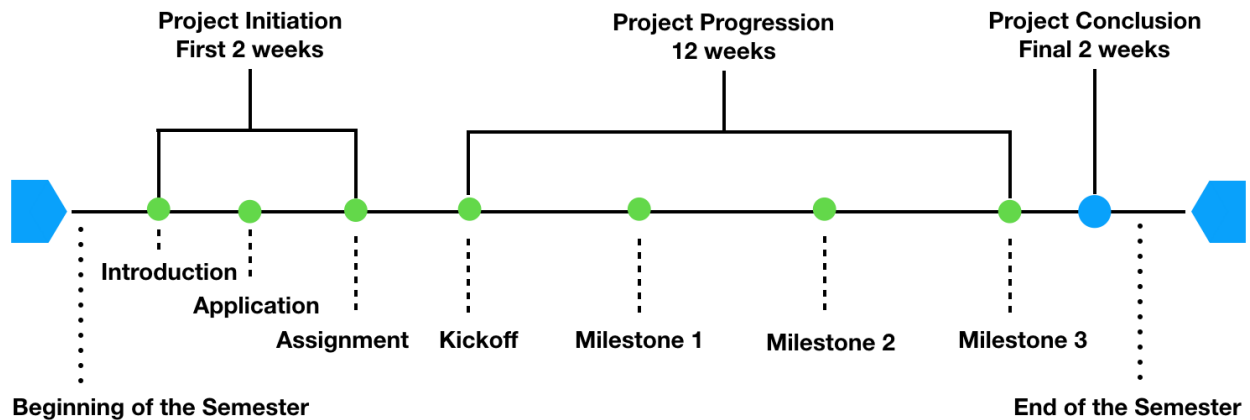 Project Initiation
First 2 weeks
Project Progression
12 weeks
Project Conclusion
Final 2 weeks
Introduction
Application
Assignment
Kickoff
Milestone 1
Milestone 2
Milestone 3
Beginning of the Semester
End of the Semester